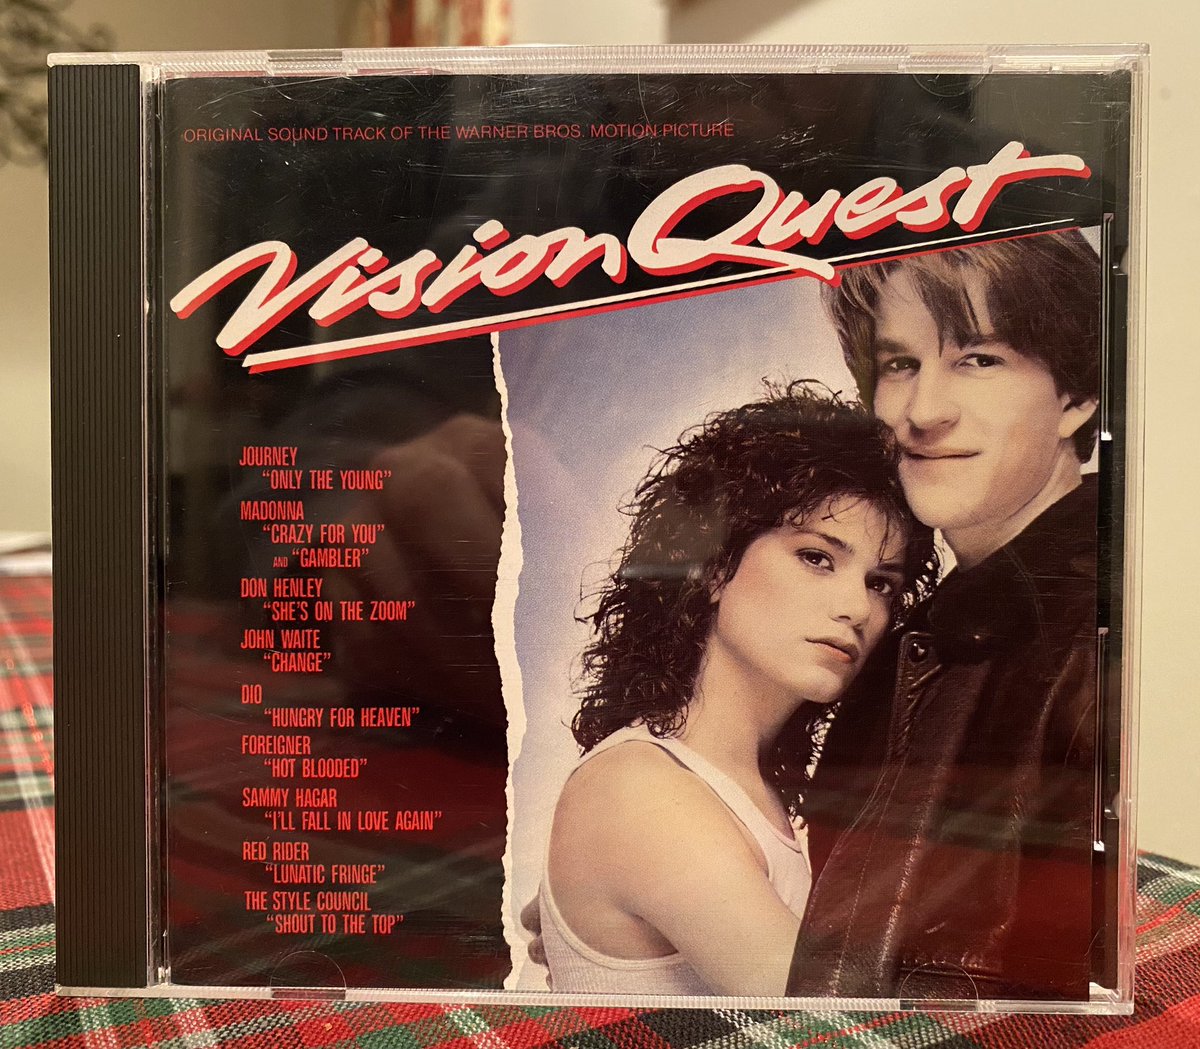 ORIGINAL SOUND TRACK OF THE WARNER BROS. MOTION PICTURE
Vision Quest
JOURNEY
“ONLY THE YOUNG”
MADONNA
“CRAZY FOR YOU”
AND “GAMBLER”
DON HENLEY
“SHE'S ON THE ZOOM”
JOHN WAITE
“CHANGE”
DIO
“HUNGRY FOR HEAVEN”
FOREIGNER
“HOT BLOODED”
SAMMY HAGAR
“I'LL FALL IN LOVE AGAIN”
RED RIDER
“LUNATIC FRINGE”
THE STYLE COUNCIL
“SHOUT TO THE TOP”